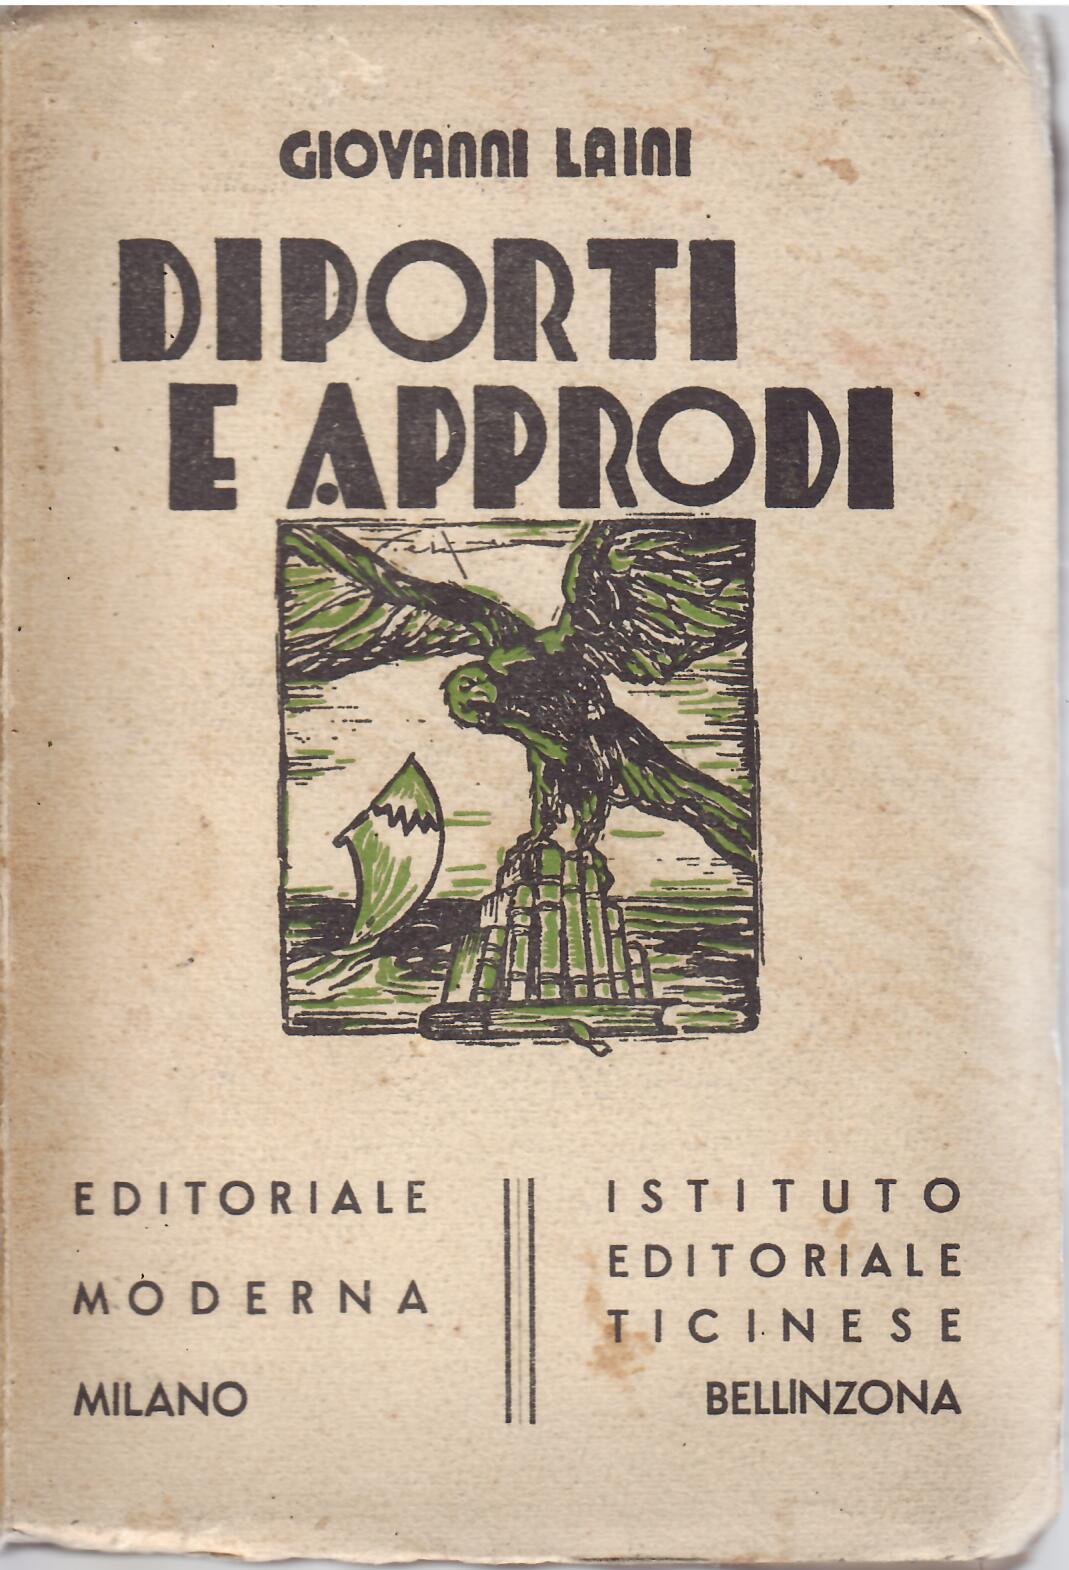 GIOVANNI LAINI
DIPORTI
E APPRODI
EDITORIALE
MODERNA
MILANO
ISTITUTO
EDITORIALE
TICINESE
BELLINZONA